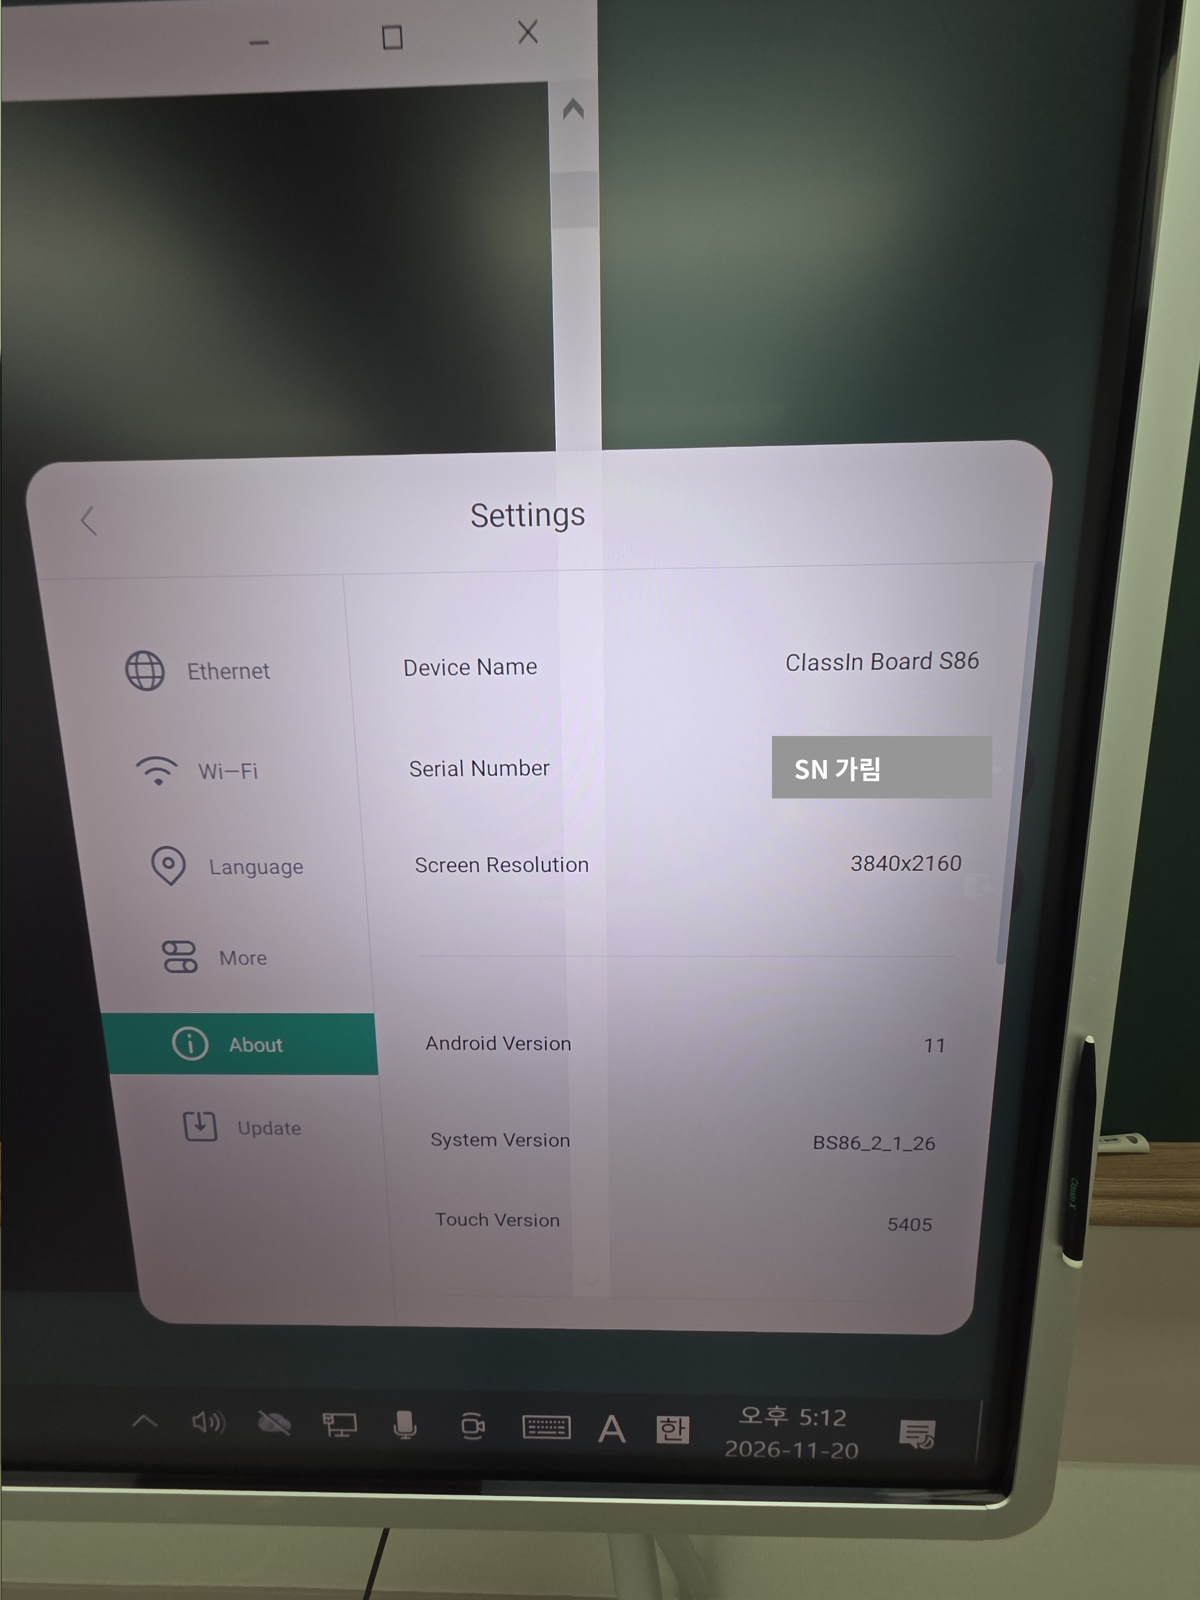 Settings
Ethernet
Wi-Fi
Language
More
About
Update
Device Name ClassIn Board S86
Serial Number SN 가림
Screen Resolution 3840x2160
Android Version 11
System Version BS86_2_1_26
Touch Version 5405
A 한
오후 5:12
2026-11-20